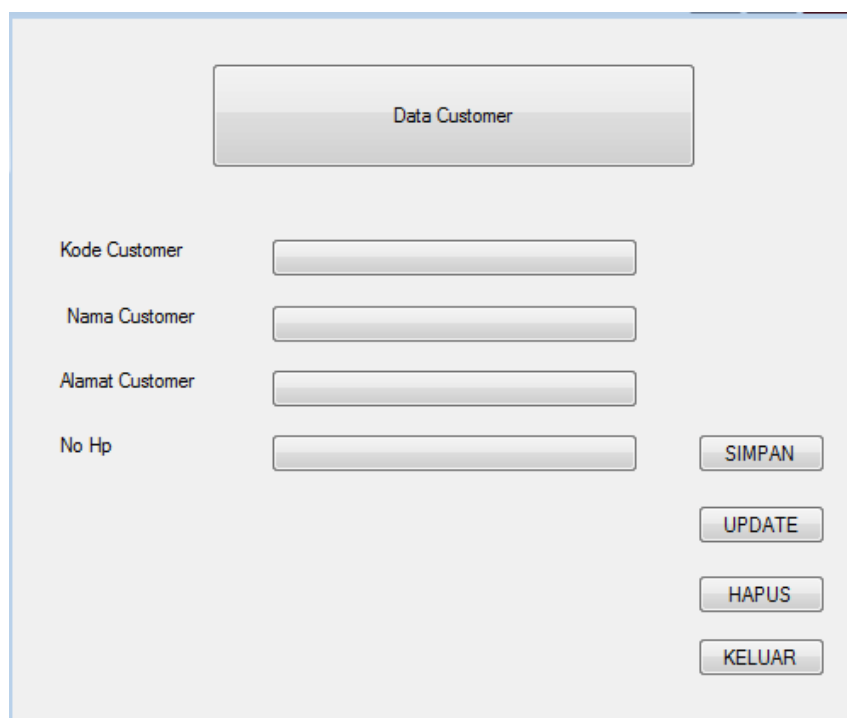 Data Customer
Kode Customer
Nama Customer
Alamat Customer
No Hp
SIMPAN
UPDATE
HAPUS
KELUAR